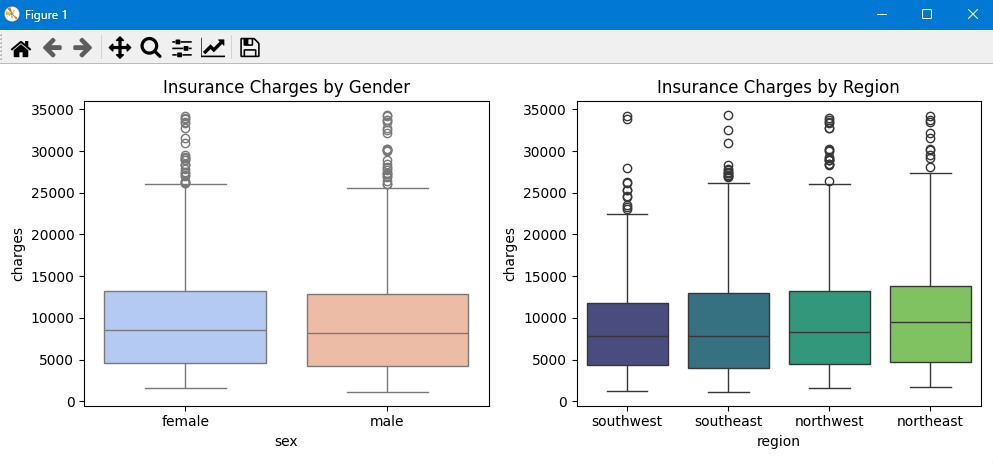 Figure 1
Insurance Charges by Gender
35000
30000
25000
20000
15000
10000
5000
0
charges
female male
sex
Insurance Charges by Region
35000
30000
25000
20000
15000
10000
5000
0
charges
southwest southeast northwest northeast
region